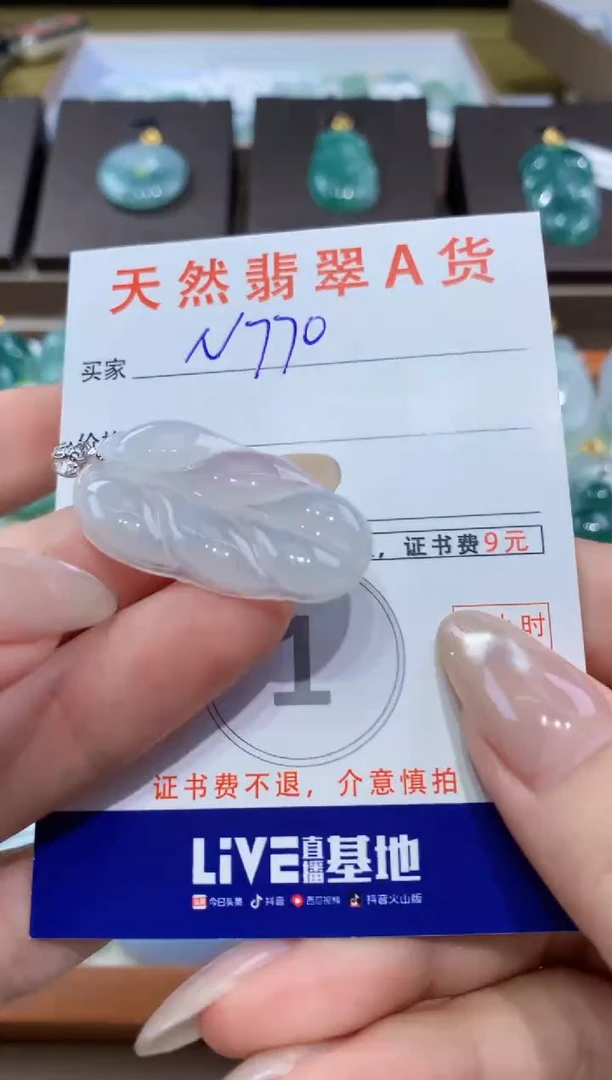 天然翡翠A货
买家 N770
价
，证书费9元
时
1
证书费不退，介意慎拍
LiVE直播基地
今日头条 抖音 西瓜视频 抖音火山版